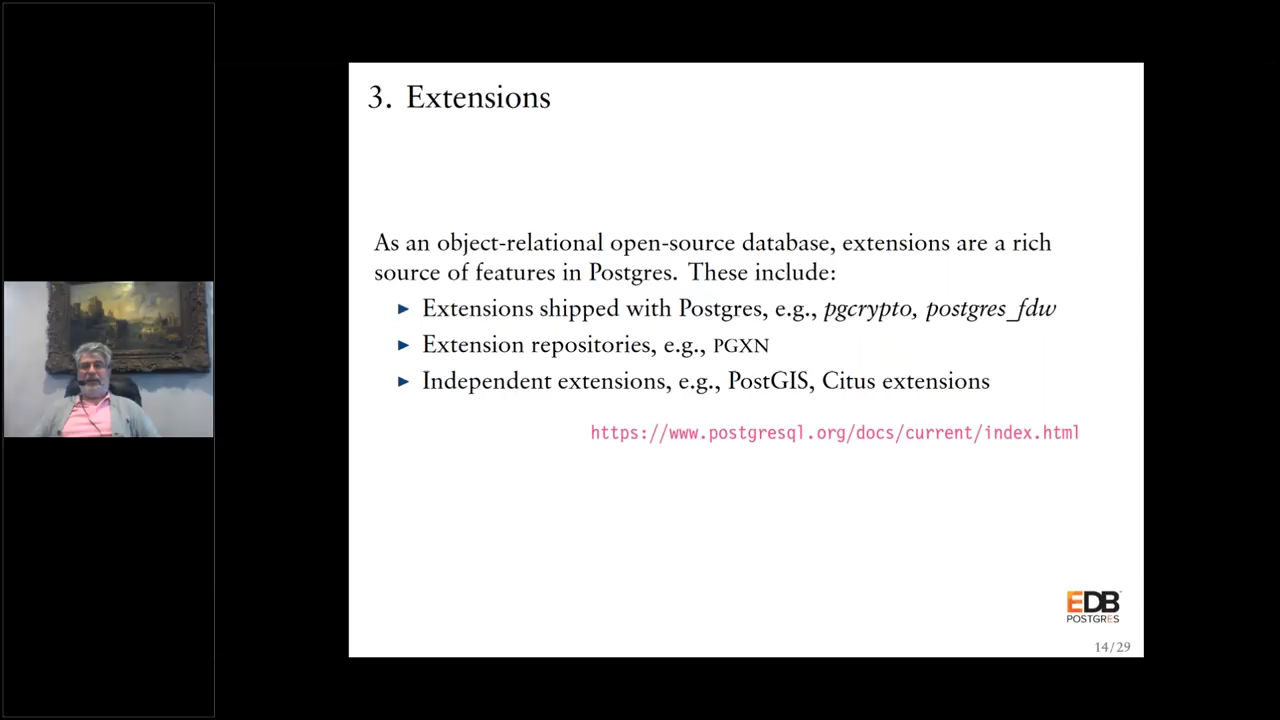 3. Extensions
As an object-relational open-source database, extensions are a rich
source of features in Postgres. These include:
▶ Extensions shipped with Postgres, e.g., pgcrypto, postgres_fdw
▶ Extension repositories, e.g., PGXN
▶ Independent extensions, e.g., PostGIS, Citus extensions
https://www.postgresql.org/docs/current/index.html
EDB
POSTGRES
14/29